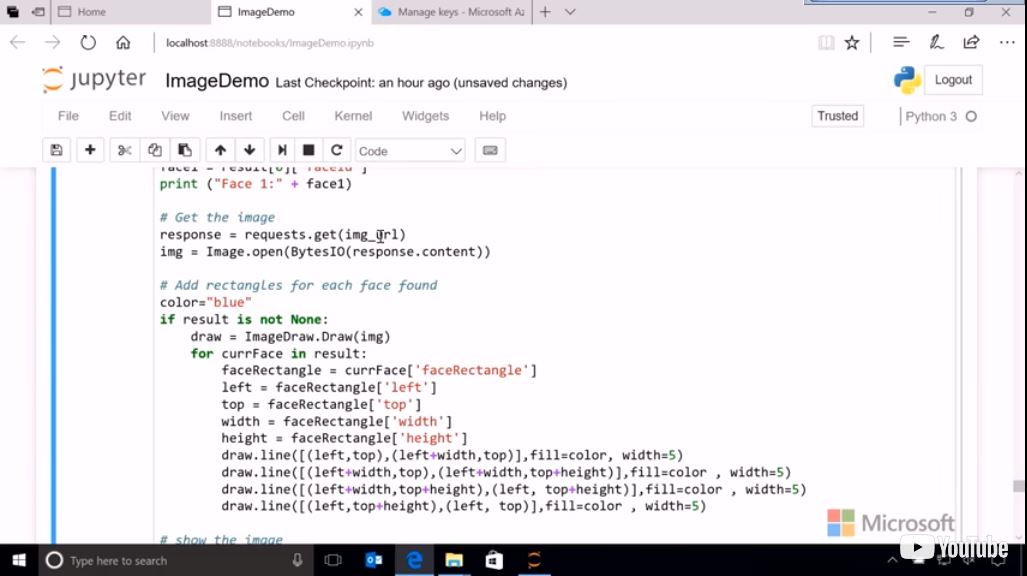 Home
ImageDemo
Manage keys - Microsoft Az
localhost:8888/notebooks/ImageDemo.ipynb
jupyter ImageDemo Last Checkpoint: an hour ago (unsaved changes)
Logout
File Edit View Insert Cell Kernel Widgets Help
Trusted
Python 3
Code
face1 = result[0]['faceId']
print ("Face 1:" + face1)
# Get the image
response = requests.get(img_url)
img = Image.open(BytesIO(response.content))
# Add rectangles for each face found
color="blue"
if result is not None:
draw = ImageDraw.Draw(img)
for currFace in result:
faceRectangle = currFace['faceRectangle']
left = faceRectangle['left']
top = faceRectangle['top']
width = faceRectangle['width']
height = faceRectangle['height']
draw.line([(left,top),(left+width,top)],fill=color, width=5)
draw.line([(left+width,top),(left+width,top+height)],fill=color , width=5)
draw.line([(left+width,top+height),(left, top+height)],fill=color , width=5)
draw.line([(left,top+height),(left, top)],fill=color , width=5)
# show the image
Microsoft
YouTube
Type here to search